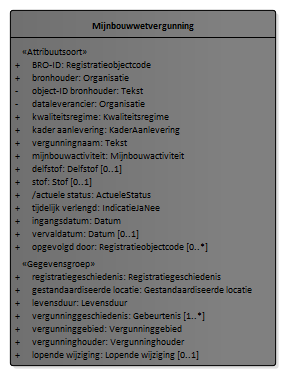 Mijnbouwwetvergunning
«Attribuutsoort»
+ BRO-ID: Registratieobjectcode
+ bronhouder: Organisatie
- object-ID bronhouder: Tekst
- dataleverancier: Organisatie
+ kwaliteitsregime: Kwaliteitsregime
+ kader aanlevering: KaderAanlevering
+ vergunningnaam: Tekst
+ mijnbouwactiviteit: Mijnbouwactiviteit
+ delfstof: Delfstof [0..1]
+ stof: Stof [0..1]
+ /actuele status: ActueleStatus
+ tijdelijk verlengd: IndicatieJaNee
+ ingangsdatum: Datum
+ vervaldatum: Datum [0..1]
+ opgevolgd door: Registratieobjectcode [0..*]
«Gegevensgroep»
+ registratiegeschiedenis: Registratiegeschiedenis
+ gestandaardiseerde locatie: Gestandaardiseerde locatie
+ levensduur: Levensduur
+ vergunninggeschiedenis: Gebeurtenis [1..*]
+ vergunninggebied: Vergunninggebied
+ vergunninghouder: Vergunninghouder
+ lopende wijziging: Lopende wijziging [0..1]